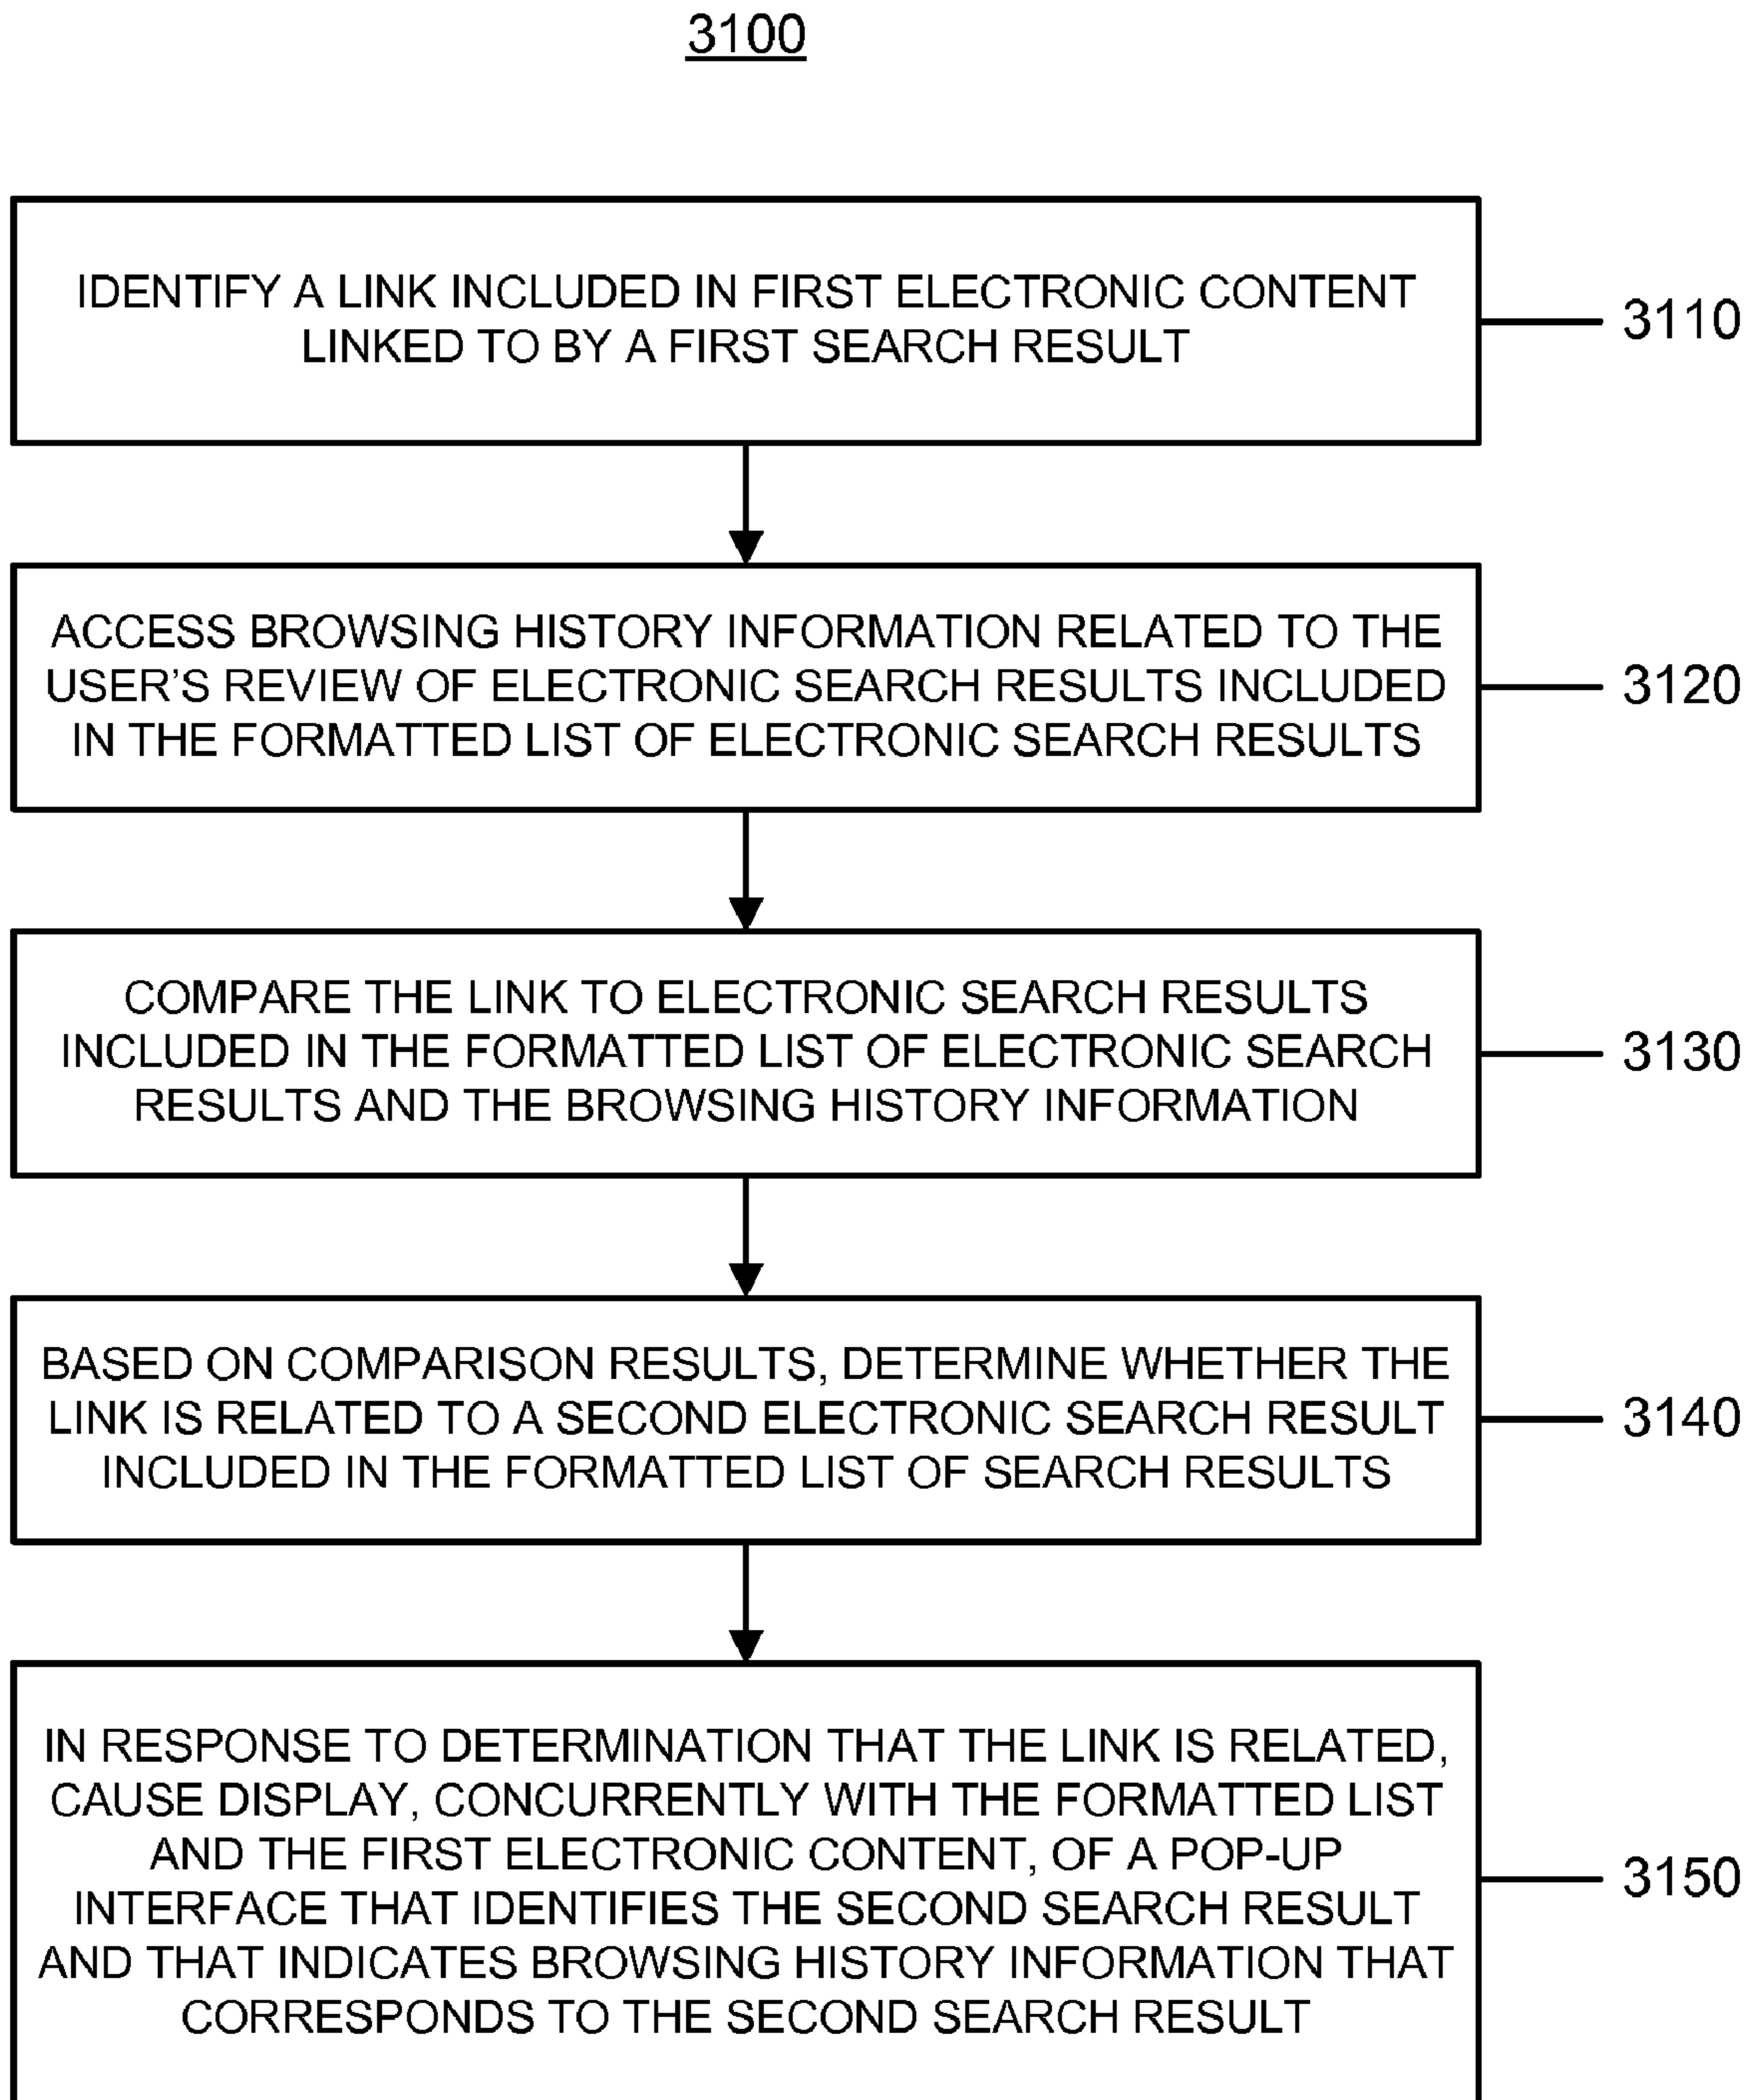 3100
IDENTIFY A LINK INCLUDED IN FIRST ELECTRONIC CONTENT
LINKED TO BY A FIRST SEARCH RESULT
3110
ACCESS BROWSING HISTORY INFORMATION RELATED TO THE
USER’S REVIEW OF ELECTRONIC SEARCH RESULTS INCLUDED
IN THE FORMATTED LIST OF ELECTRONIC SEARCH RESULTS
3120
COMPARE THE LINK TO ELECTRONIC SEARCH RESULTS
INCLUDED IN THE FORMATTED LIST OF ELECTRONIC SEARCH
RESULTS AND THE BROWSING HISTORY INFORMATION
3130
BASED ON COMPARISON RESULTS, DETERMINE WHETHER THE
LINK IS RELATED TO A SECOND ELECTRONIC SEARCH RESULT
INCLUDED IN THE FORMATTED LIST OF SEARCH RESULTS
3140
IN RESPONSE TO DETERMINATION THAT THE LINK IS RELATED,
CAUSE DISPLAY, CONCURRENTLY WITH THE FORMATTED LIST
AND THE FIRST ELECTRONIC CONTENT, OF A POP-UP
INTERFACE THAT IDENTIFIES THE SECOND SEARCH RESULT
AND THAT INDICATES BROWSING HISTORY INFORMATION THAT
CORRESPONDS TO THE SECOND SEARCH RESULT
3150